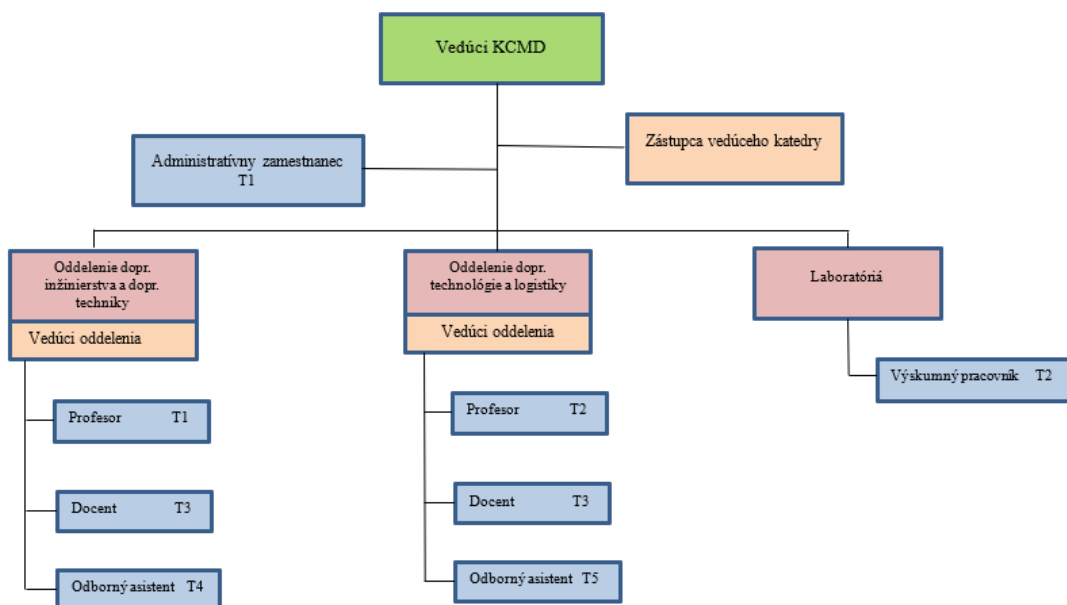 Vedúci KCMD
Zástupca vedúceho katedry
Administratívny zamestnanec
T1
Oddelenie dopr.
inžinierstva a dopr.
techniky
Vedúci oddelenia
Profesor T1
Docent T3
Odborný asistent T4
Oddelenie dopr.
technológie a logistiky
Vedúci oddelenia
Profesor T2
Docent T3
Odborný asistent T5
Laboratóriá
Výskumný pracovník T2